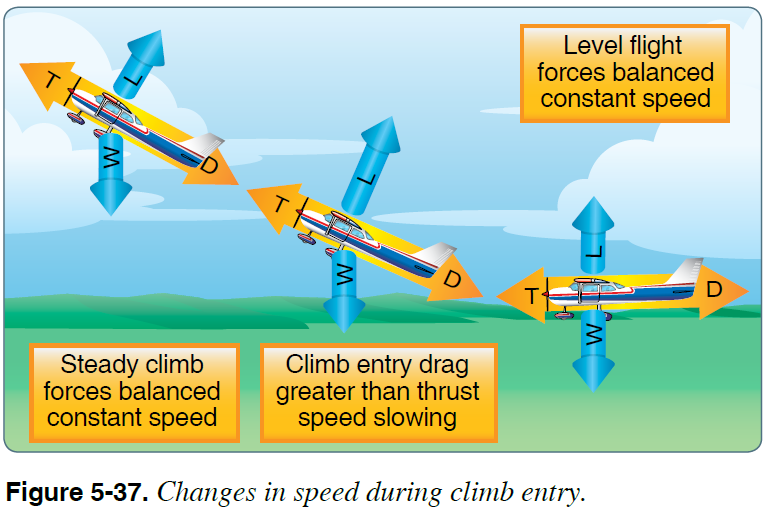 Level flight
forces balanced
constant speed
T
L
W
D
T
L
W
D
T
L
W
D
Steady climb
forces balanced
constant speed
Climb entry drag
greater than thrust
speed slowing
Figure 5-37. Changes in speed during climb entry.